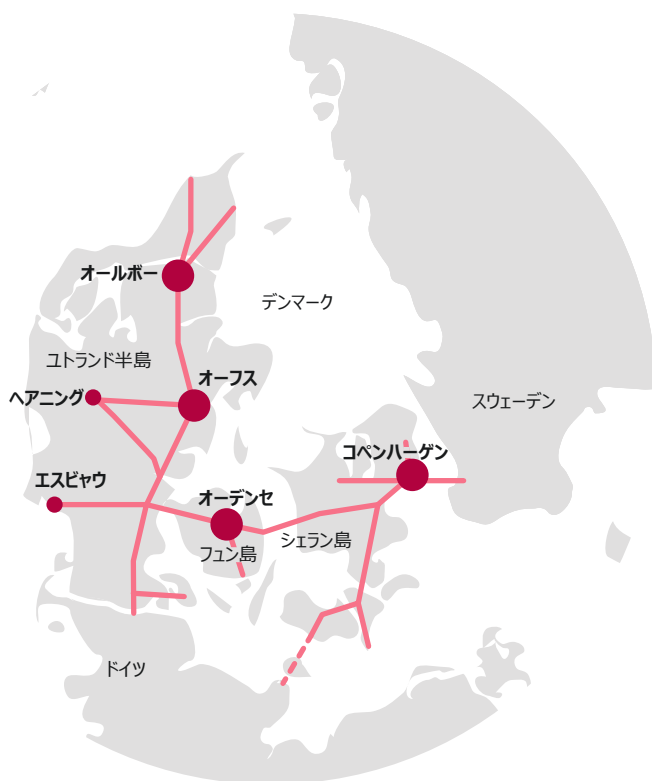 オールボー
デンマーク
ユトランド半島
オーフス
ヘアニング
スウェーデン
コペンハーゲン
エスビャウ
オーデンセ
シェラン島
フュン島
ドイツ